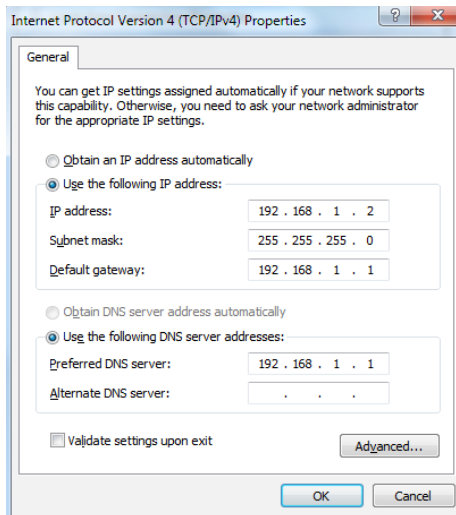 Internet Protocol Version 4 (TCP/IPv4) Properties
General
You can get IP settings assigned automatically if your network supports
this capability. Otherwise, you need to ask your network administrator
for the appropriate IP settings.
Obtain an IP address automatically
Use the following IP address:
IP address: 192 . 168 . 1 . 2
Subnet mask: 255 . 255 . 255 . 0
Default gateway: 192 . 168 . 1 . 1
Obtain DNS server address automatically
Use the following DNS server addresses:
Preferred DNS server: 192 . 168 . 1 . 1
Alternate DNS server: . . .
Validate settings upon exit
Advanced...
OK Cancel